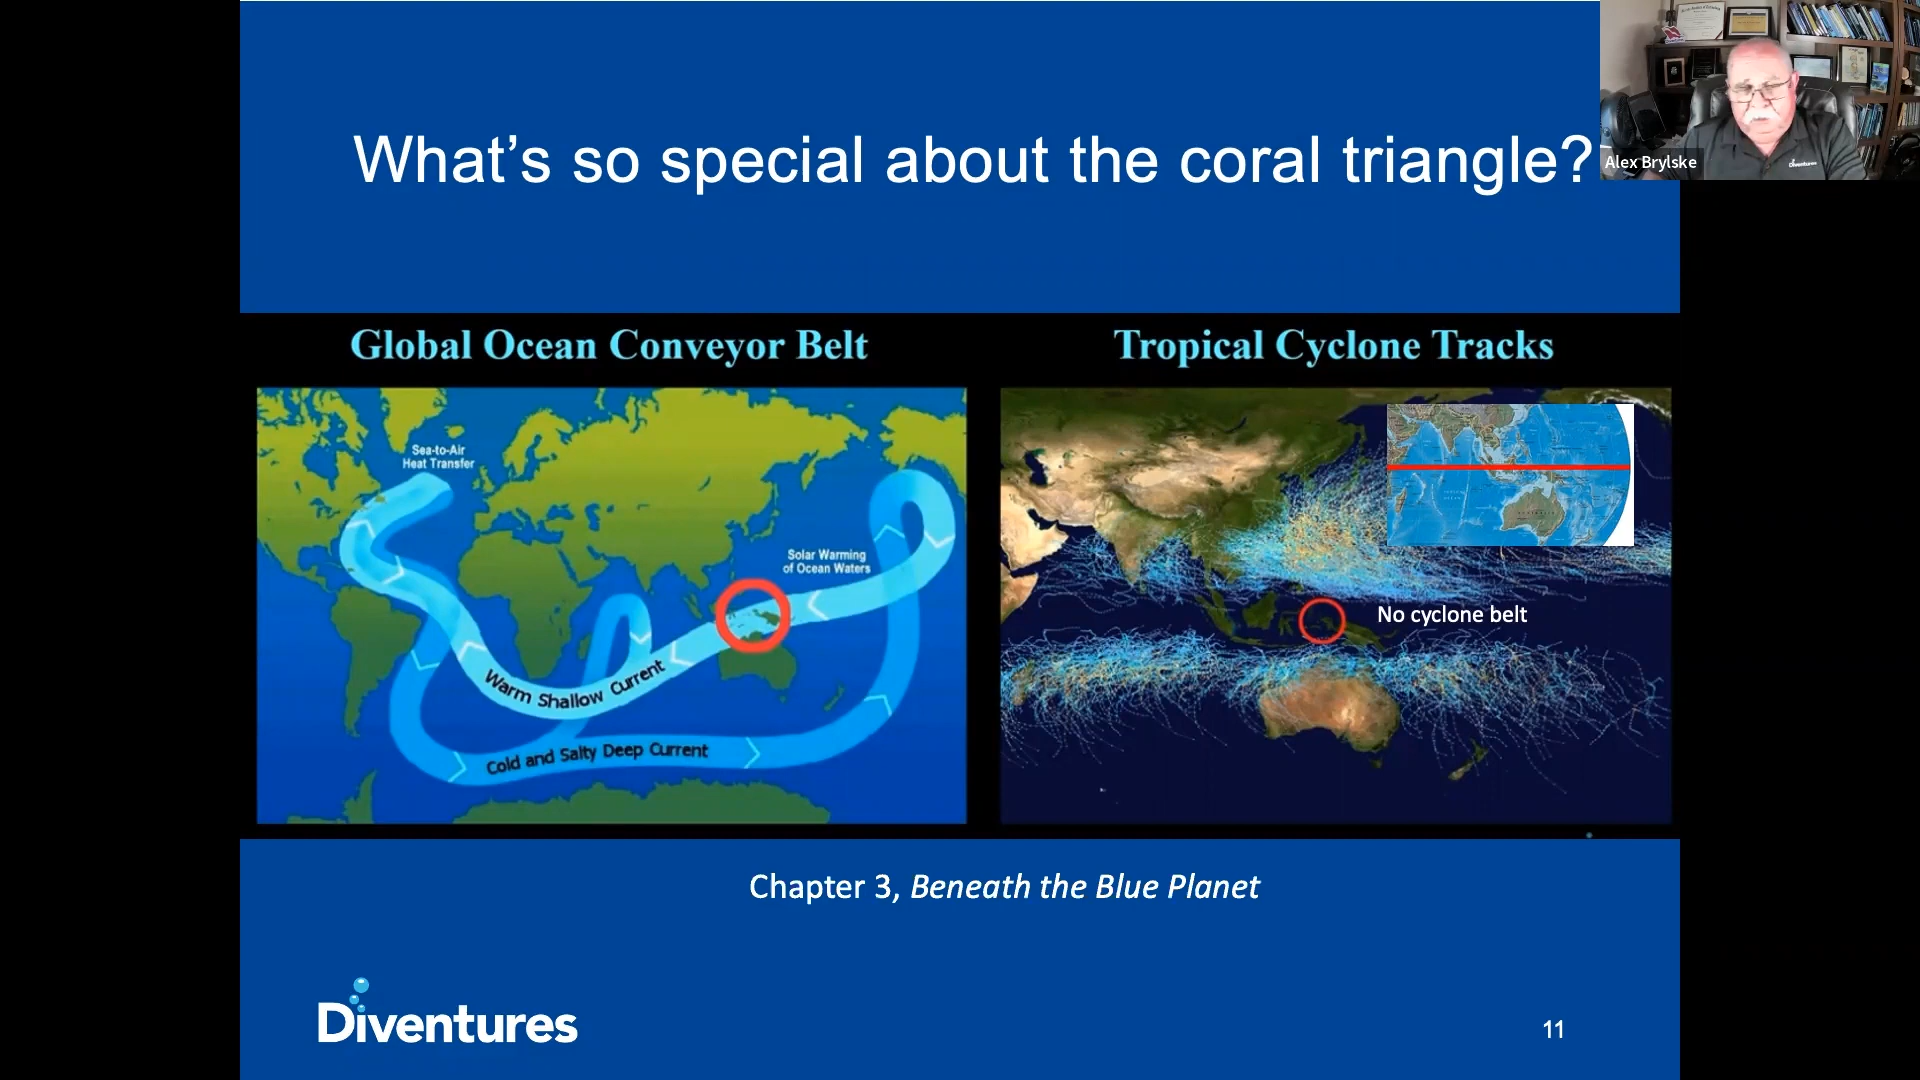 What's so special about the coral triangle?
Alex Brylske
Diventures
Global Ocean Conveyor Belt
Tropical Cyclone Tracks
Sea-to-Air
Heat Transfer
Solar Warming
of Ocean Waters
Warm Shallow Current
Cold and Salty Deep Current
No cyclone belt
Chapter 3, Beneath the Blue Planet
Diventures
11